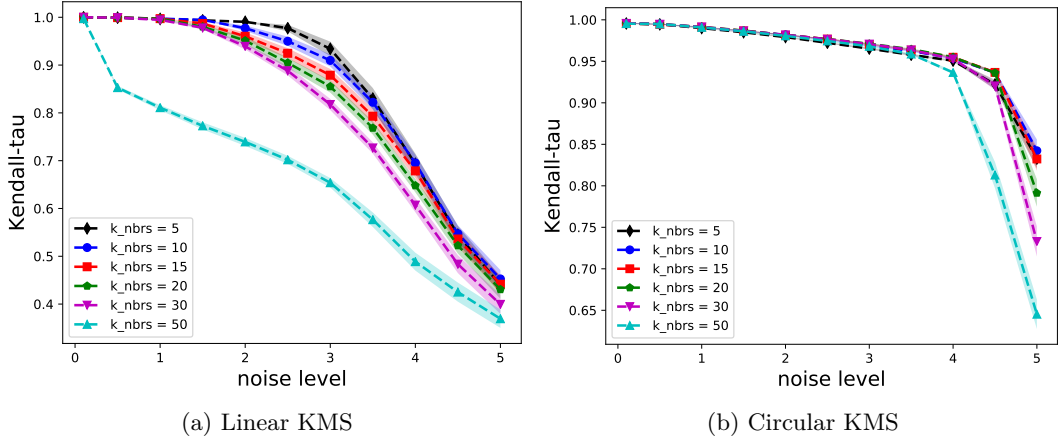 1.0
0.9
0.8
0.7
0.6
0.5
0.4
Kendall-tau
k_nbrs = 5
k_nbrs = 10
k_nbrs = 15
k_nbrs = 20
k_nbrs = 30
k_nbrs = 50
0 1 2 3 4 5
noise level
(a) Linear KMS
1.00
0.95
0.90
0.85
0.80
0.75
0.70
0.65
Kendall-tau
k_nbrs = 5
k_nbrs = 10
k_nbrs = 15
k_nbrs = 20
k_nbrs = 30
k_nbrs = 50
0 1 2 3 4 5
noise level
(b) Circular KMS